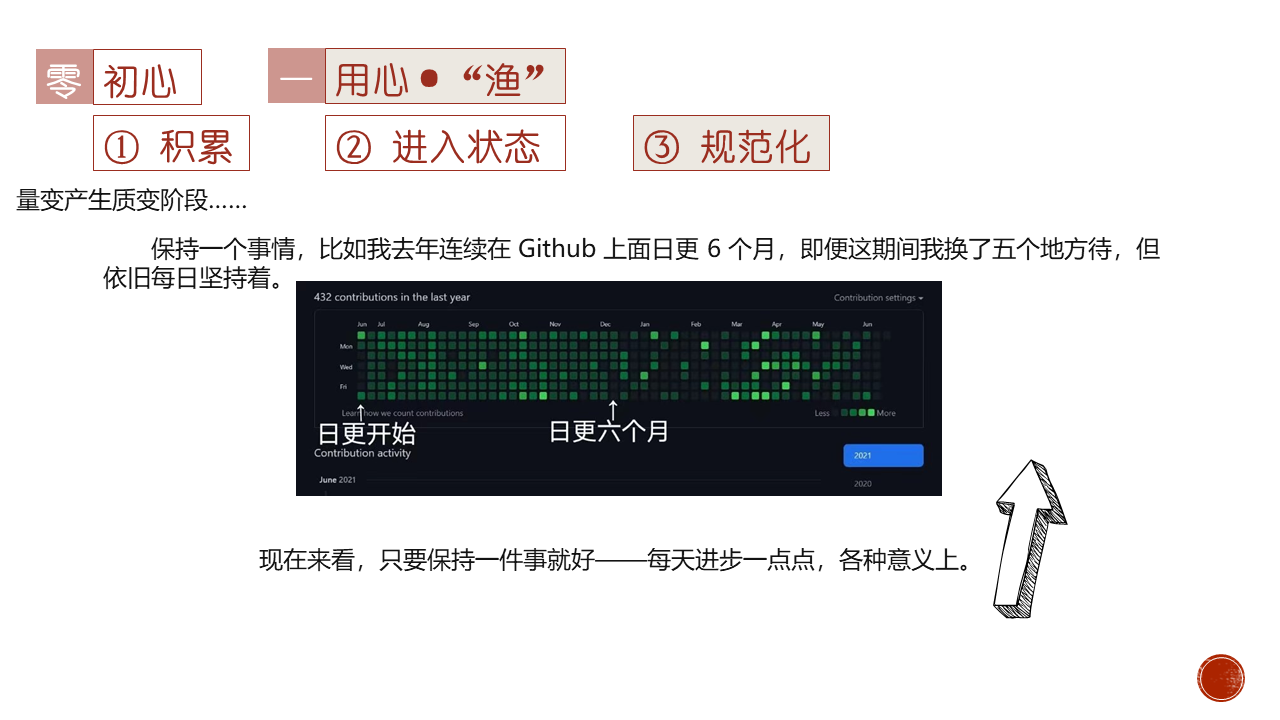 零 初心 一 用心•“渔”
① 积累 ② 进入状态 ③ 规范化
量变产生质变阶段……
保持一个事情，比如我去年连续在 Github 上面日更 6 个月，即便这期间我换了五个地方待，但
依旧每日坚持着。
432 contributions in the last year Contribution settings
Jun Jul Aug Sep Oct Nov Dec Jan Feb Mar Apr May Jun
Mon
Wed
Fri
Learn how we count contributions Less More
日更开始 日更六个月
Contribution activity
2021
June 2021
2020
现在来看，只要保持一件事就好——每天进步一点点，各种意义上。